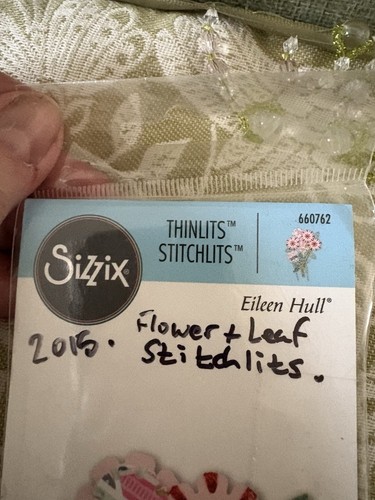 660762
THINLITS™
STITCHLITS™
Sizzix®
Eileen Hull®
2015. Flower + Leaf
Stitchlits.